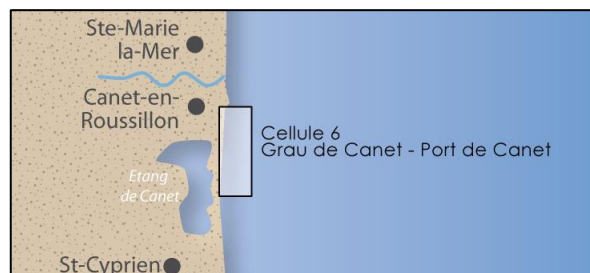 Ste-Marie
la-Mer
Canet-en-
Roussillon
Cellule 6
Grau de Canet - Port de Canet
Etang
de Canet
St-Cyprien